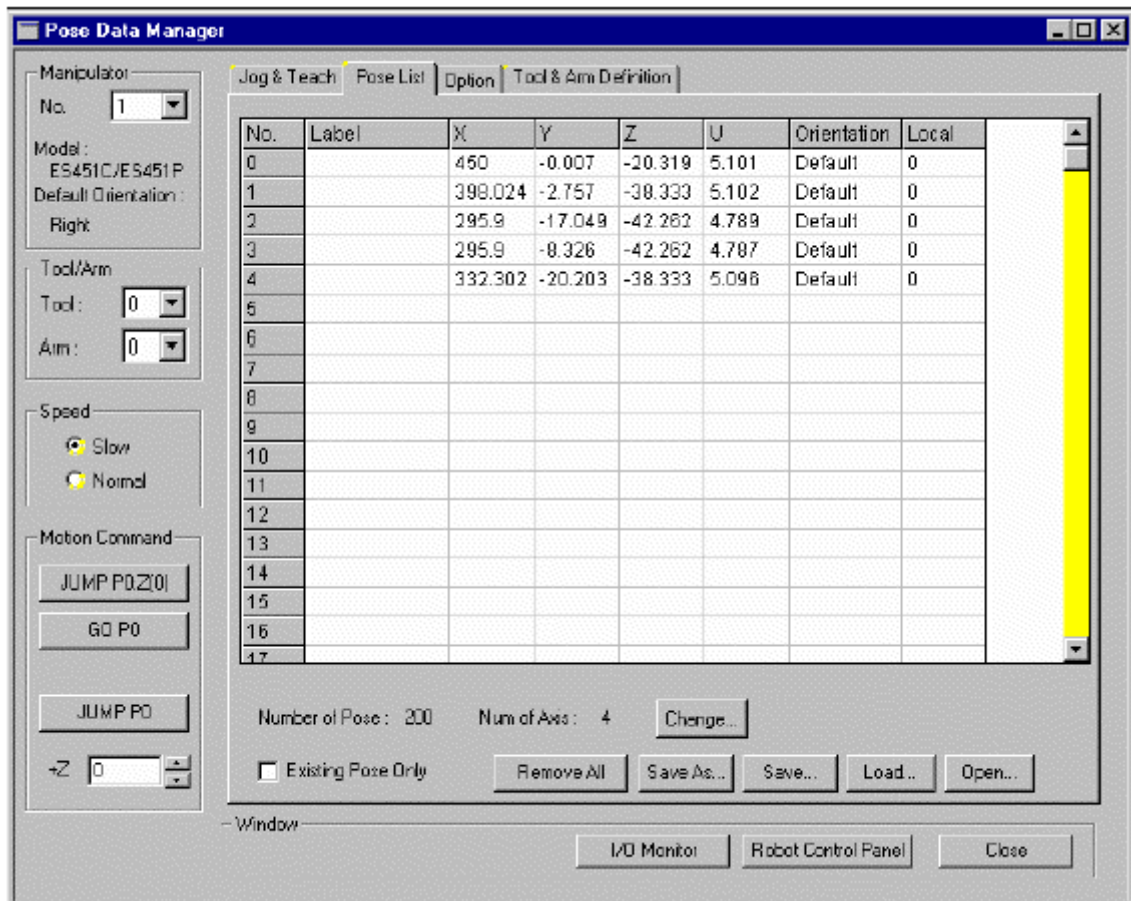 Pose Data Manager
Manipulator
No. 1
Model :
ES451C/ES451P
Default Orientation :
Right
Tool/Arm
Tool : 0
Arm : 0
Speed
Slow
Normal
Motion Command
JUMP P0.Z(0)
GO P0
JUMP P0
+Z 0
Jog & Teach Pose List Option Tool & Arm Definition
No. Label X Y Z U Orientation Local
0 450 -0.007 -20.319 5.101 Default 0
1 398.024 -2.757 -38.333 5.102 Default 0
2 295.9 -17.049 -42.262 4.789 Default 0
3 295.9 -8.326 -42.262 4.787 Default 0
4 332.302 -20.203 -38.333 5.096 Default 0
5
6
7
8
9
10
11
12
13
14
15
16
17
Number of Pose : 200 Num of Axis : 4 Change...
Existing Pose Only Remove All Save As... Save... Load... Open...
Window
I/O Monitor Robot Control Panel Close